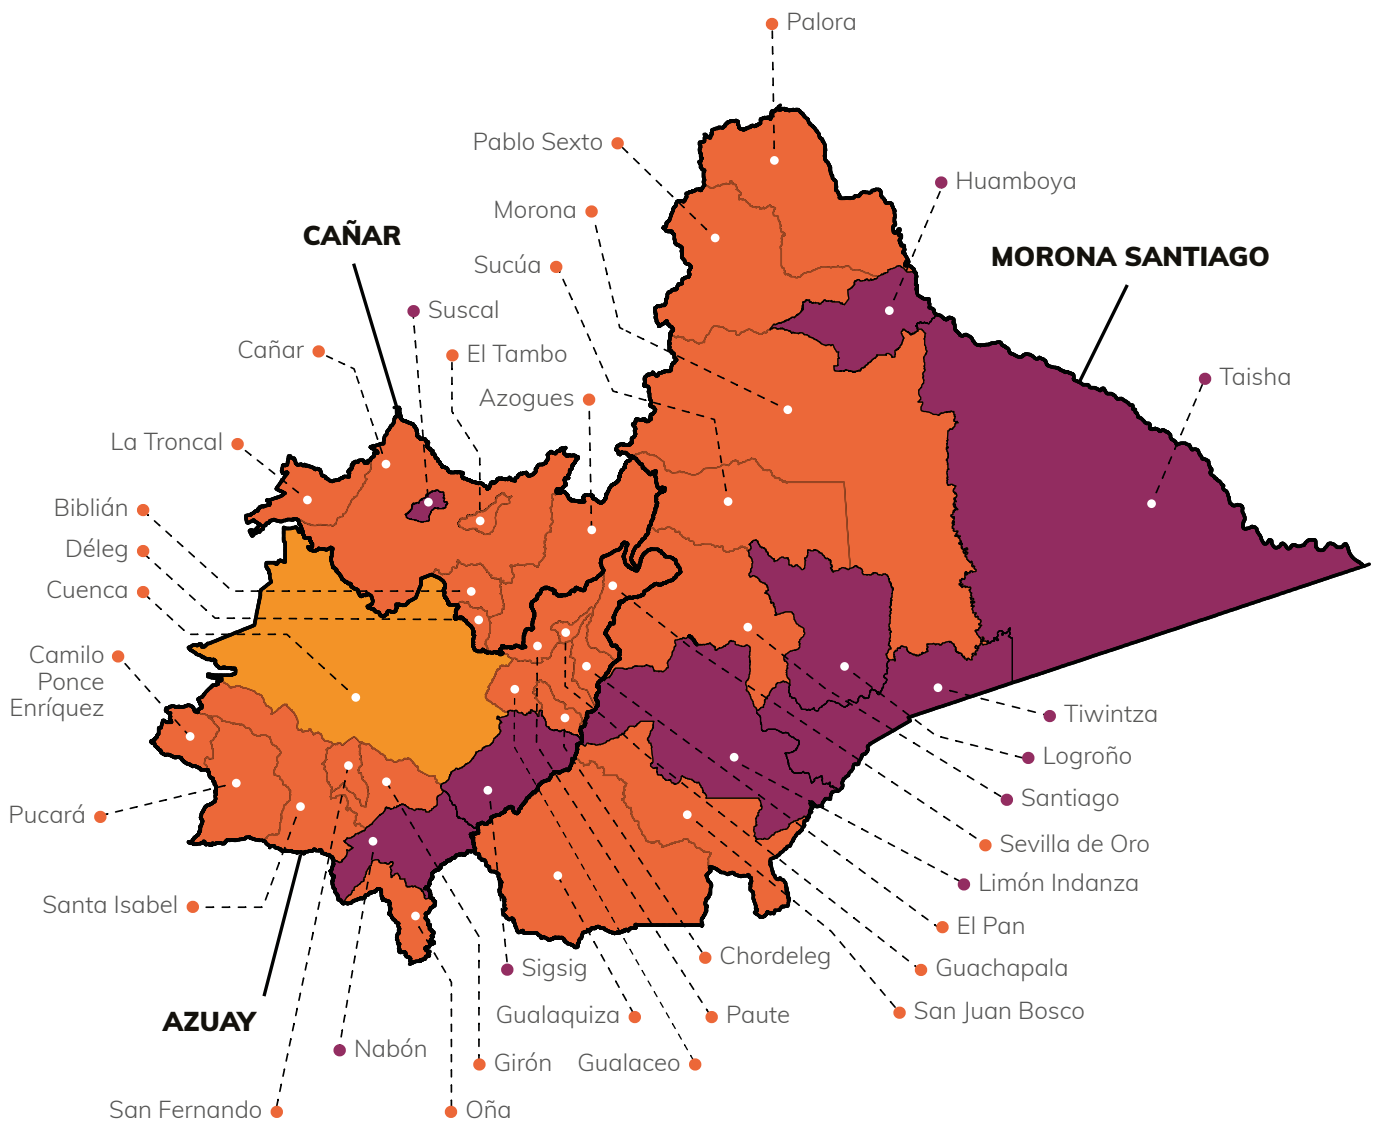 Palora
Pablo Sexto
Huamboya
Morona
CAÑAR
MORONA SANTIAGO
Sucúa
Suscal
Cañar
El Tambo
Taisha
Azogues
La Troncal
Biblián
Déleg
Cuenca
Camilo
Ponce
Enríquez
Tiwintza
Logroño
Santiago
Pucará
Sevilla de Oro
Limón Indanza
Santa Isabel
El Pan
Chordeleg
Guachapala
Sigsig
San Juan Bosco
Gualaquiza
Paute
AZUAY
Nabón
Girón
Gualaceo
San Fernando
Oña